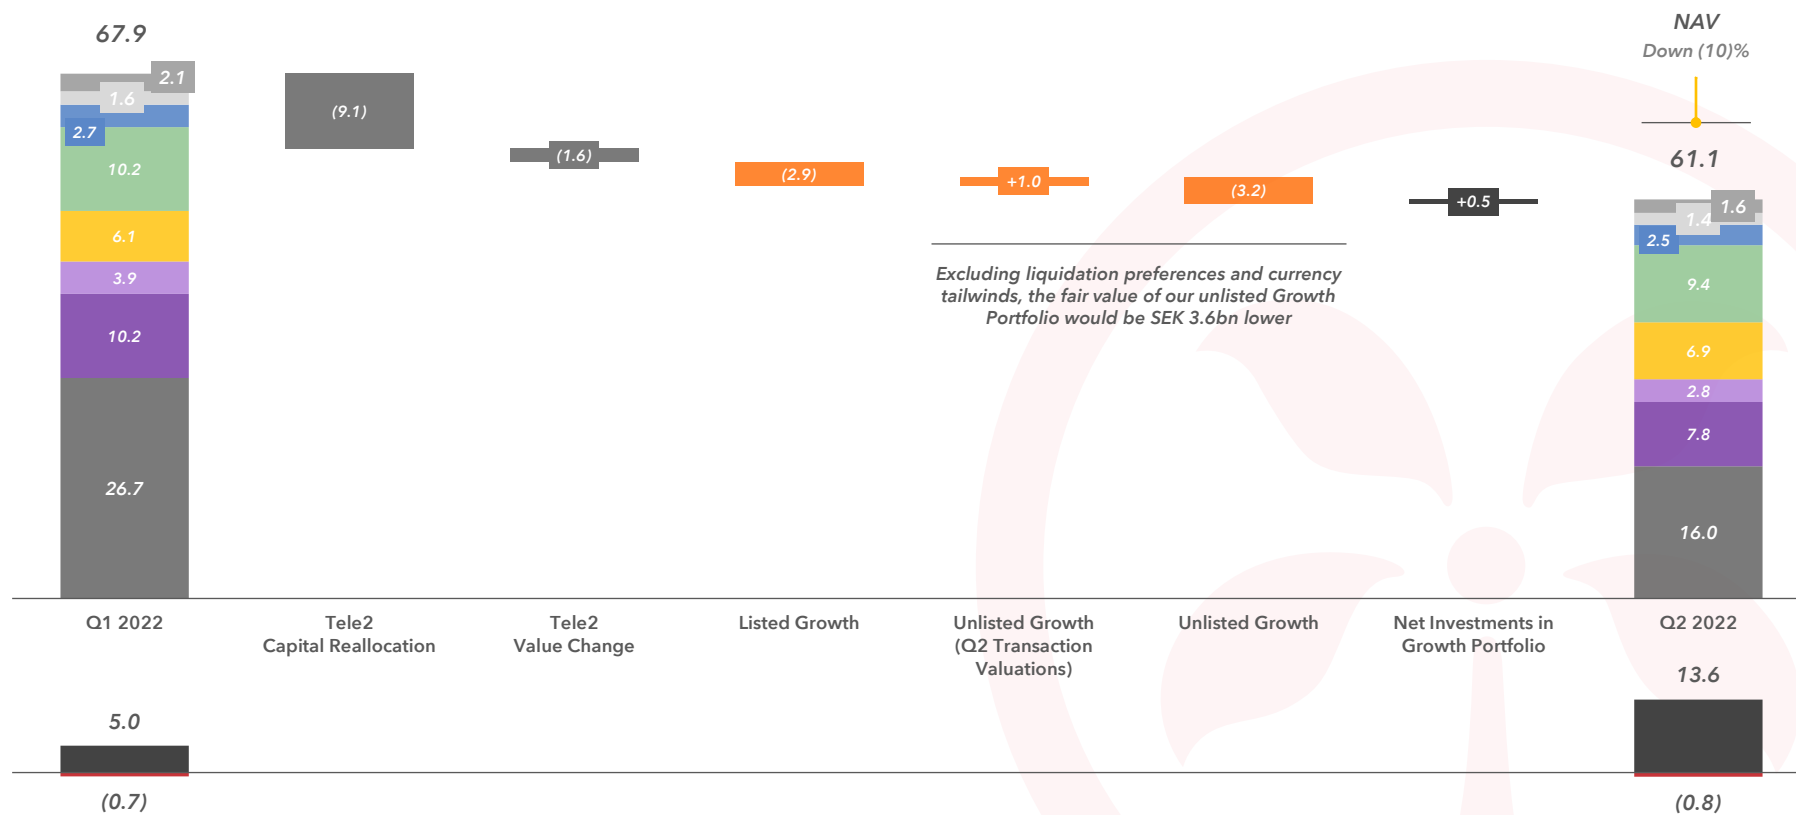 67.9
2.1
1.6
2.7
10.2
6.1
3.9
10.2
26.7
(9.1)
(1.6)
(2.9)
+1.0
(3.2)
+0.5
Excluding liquidation preferences and currency
tailwinds, the fair value of our unlisted Growth
Portfolio would be SEK 3.6bn lower
NAV
Down (10)%
61.1
1.6
1.4
2.5
9.4
6.9
2.8
7.8
16.0
Q1 2022
Tele2
Capital Reallocation
Tele2
Value Change
Listed Growth
Unlisted Growth
(Q2 Transaction
Valuations)
Unlisted Growth
Net Investments in
Growth Portfolio
Q2 2022
5.0
(0.7)
13.6
(0.8)